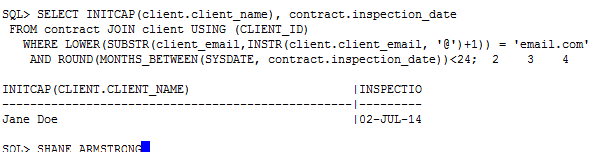 SQL> SELECT INITCAP(client.client_name), contract.inspection_date
FROM contract JOIN client USING (CLIENT_ID)
WHERE LOWER(SUBSTR(client_email,INSTR(client.client_email, '@')+1)) = 'email.com'
AND ROUND(MONTHS_BETWEEN(SYSDATE, contract.inspection_date))<24; 2 3 4
INITCAP(CLIENT.CLIENT_NAME) |INSPECTIO
----------------------------------------------------|---------
Jane Doe |02-JUL-14
SQL> SHANE ARMSTRONG